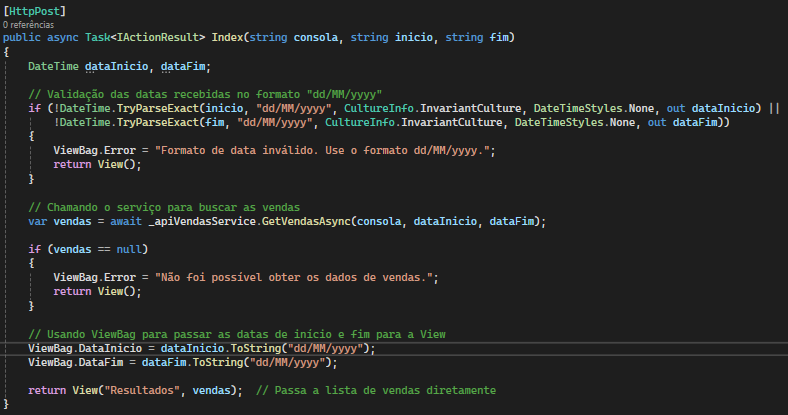 [HttpPost]
0 referências
public async Task<IActionResult> Index(string consola, string inicio, string fim)
{
    DateTime dataInicio, dataFim;
    // Validação das datas recebidas no formato "dd/MM/yyyy"
    if (!DateTime.TryParseExact(inicio, "dd/MM/yyyy", CultureInfo.InvariantCulture, DateTimeStyles.None, out dataInicio) ||
        !DateTime.TryParseExact(fim, "dd/MM/yyyy", CultureInfo.InvariantCulture, DateTimeStyles.None, out dataFim))
    {
        ViewBag.Error = "Formato de data inválido. Use o formato dd/MM/yyyy.";
        return View();
    }
    // Chamando o serviço para buscar as vendas
    var vendas = await _apiVendasService.GetVendasAsync(consola, dataInicio, dataFim);
    if (vendas == null)
    {
        ViewBag.Error = "Não foi possível obter os dados de vendas.";
        return View();
    }
    // Usando ViewBag para passar as datas de início e fim para a View
    ViewBag.DataInicio = dataInicio.ToString("dd/MM/yyyy");
    ViewBag.DataFim = dataFim.ToString("dd/MM/yyyy");
    return View("Resultados", vendas);  // Passa a lista de vendas diretamente
}